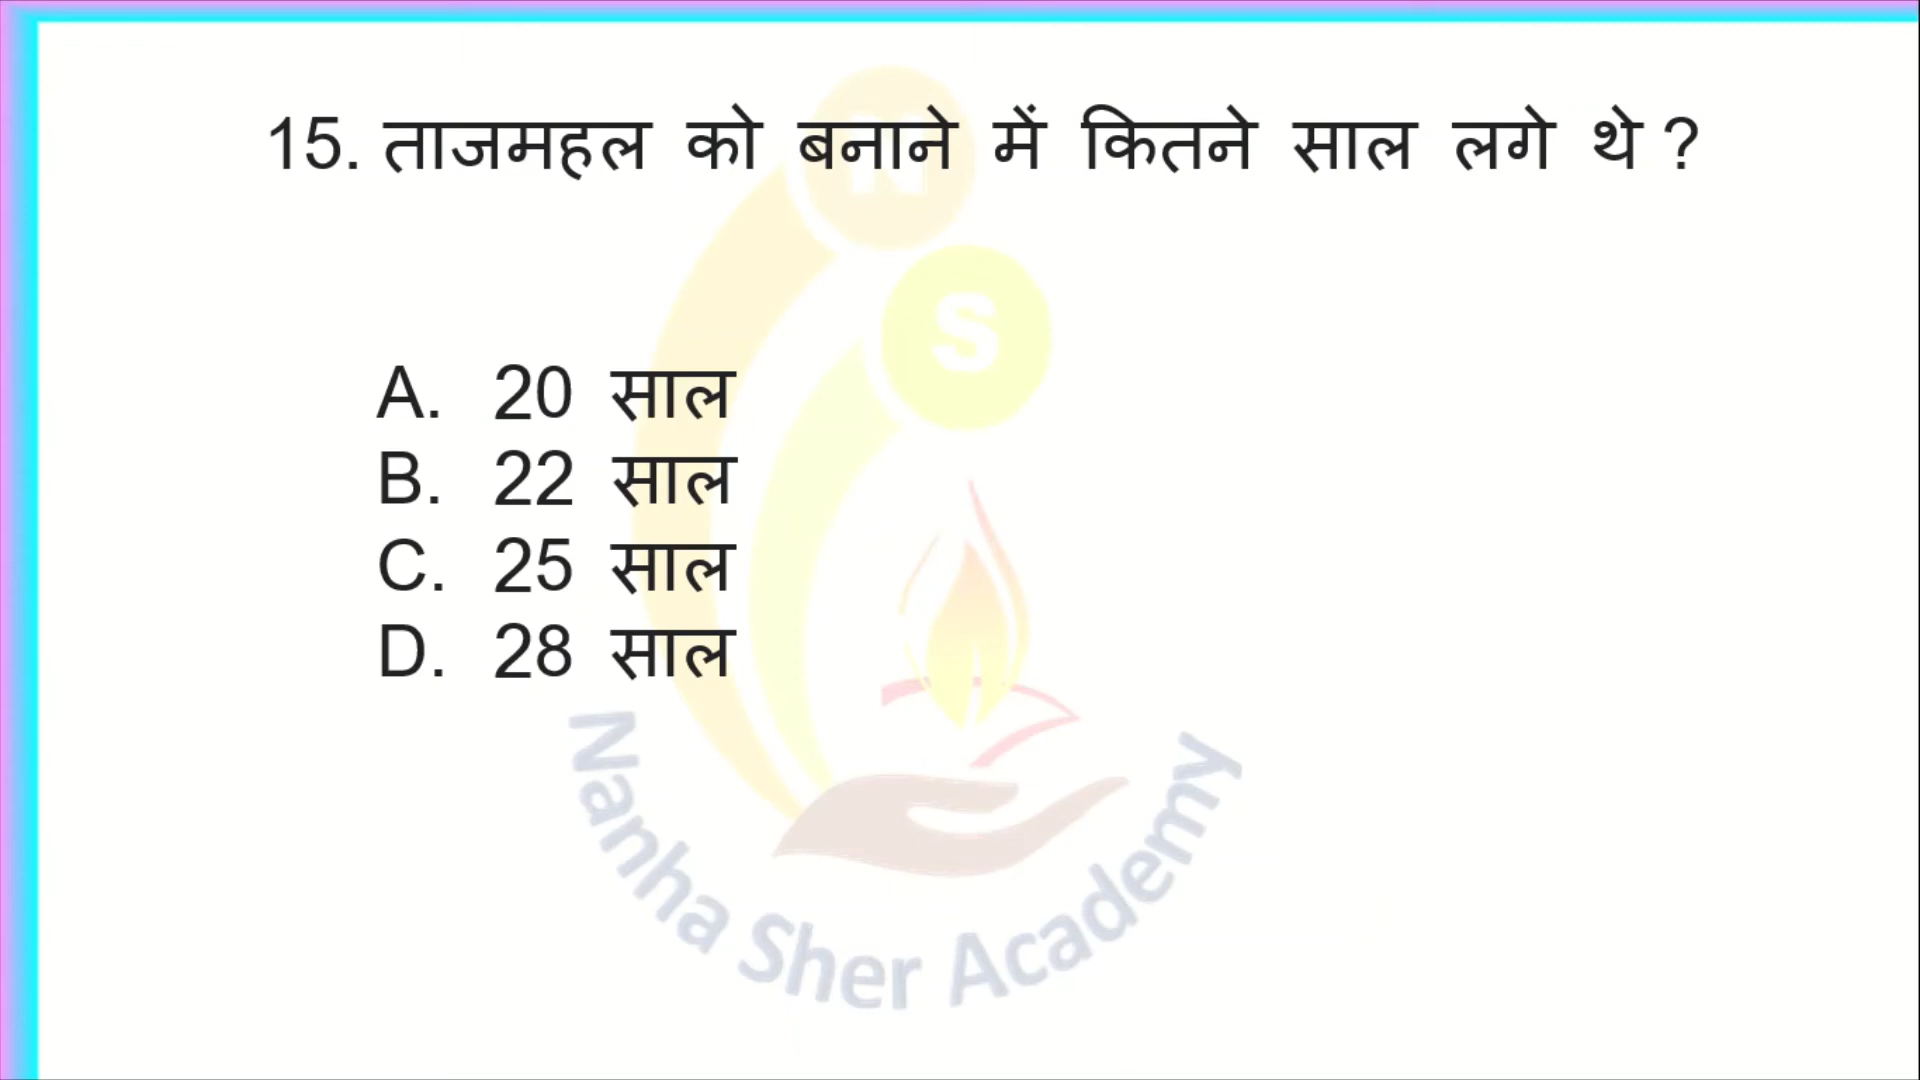 15. ताजमहल को बनाने में कितने साल लगे थे ?
A. 20 साल
B. 22 साल
C. 25 साल
D. 28 साल
N
S
Nanha Sher Academy